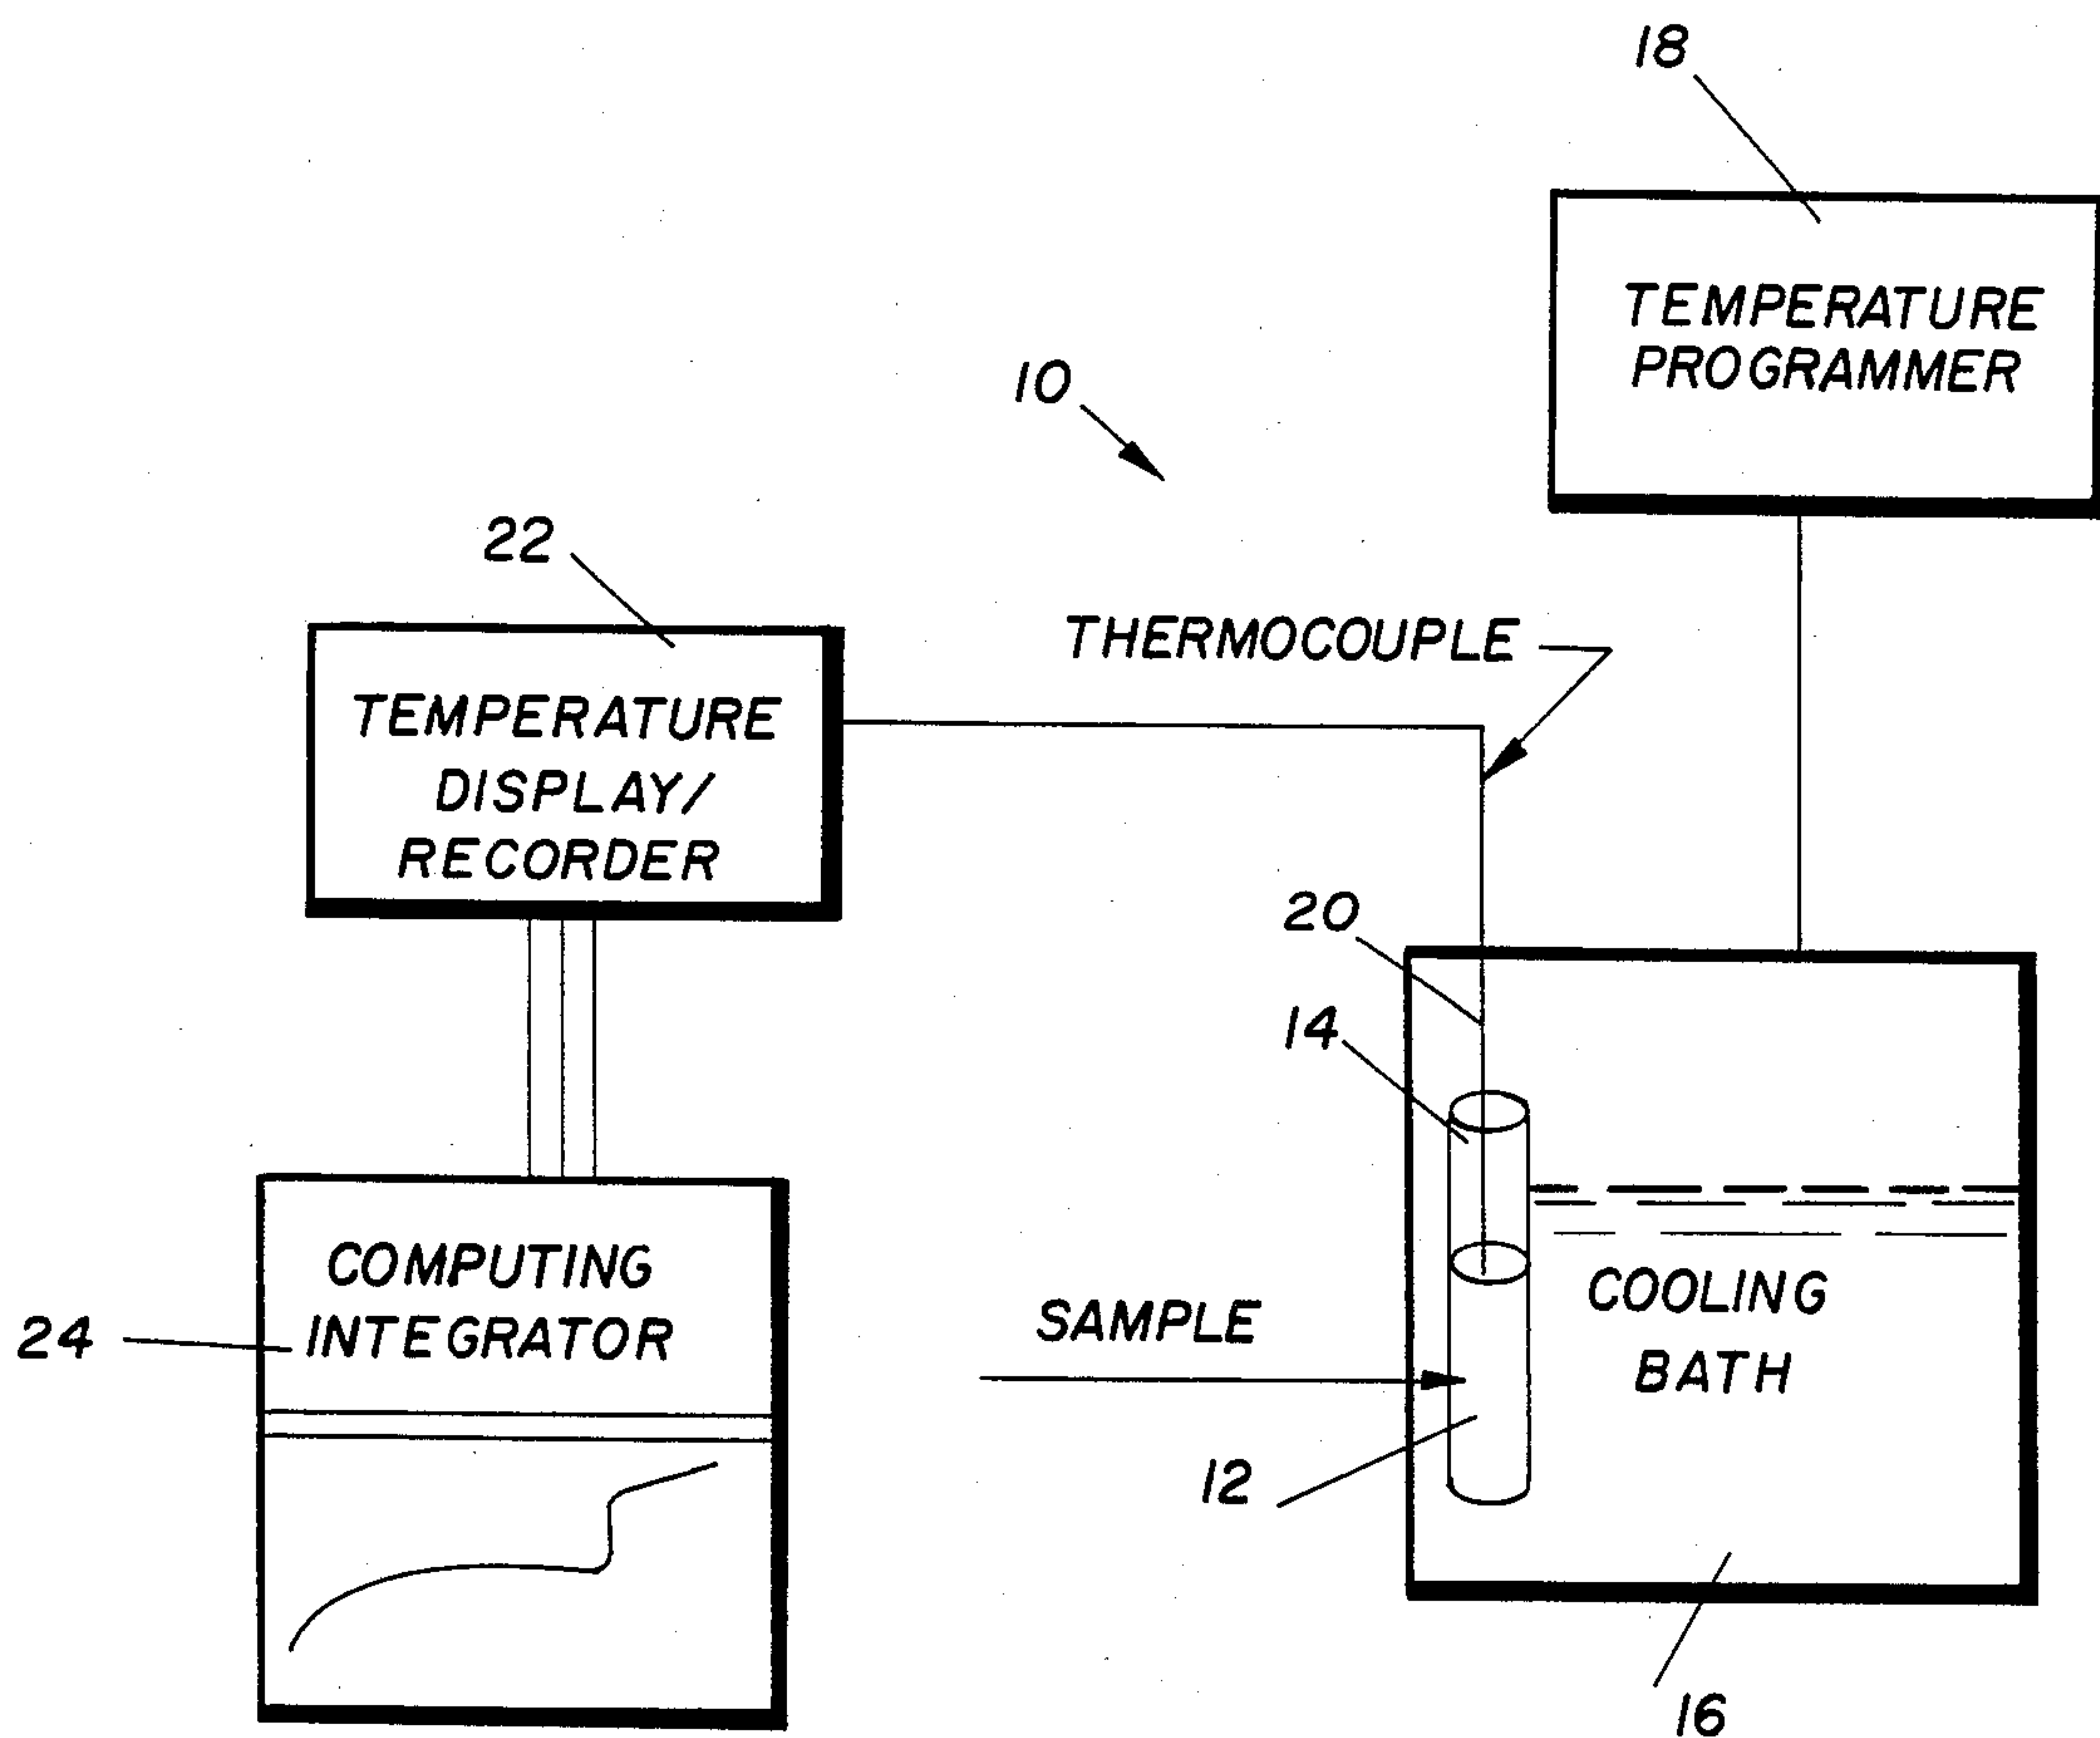 18
TEMPERATURE
PROGRAMMER
10
22
THERMOCOUPLE
TEMPERATURE
DISPLAY/
RECORDER
20
14
COMPUTING
INTEGRATOR
24
SAMPLE
COOLING
BATH
12
16